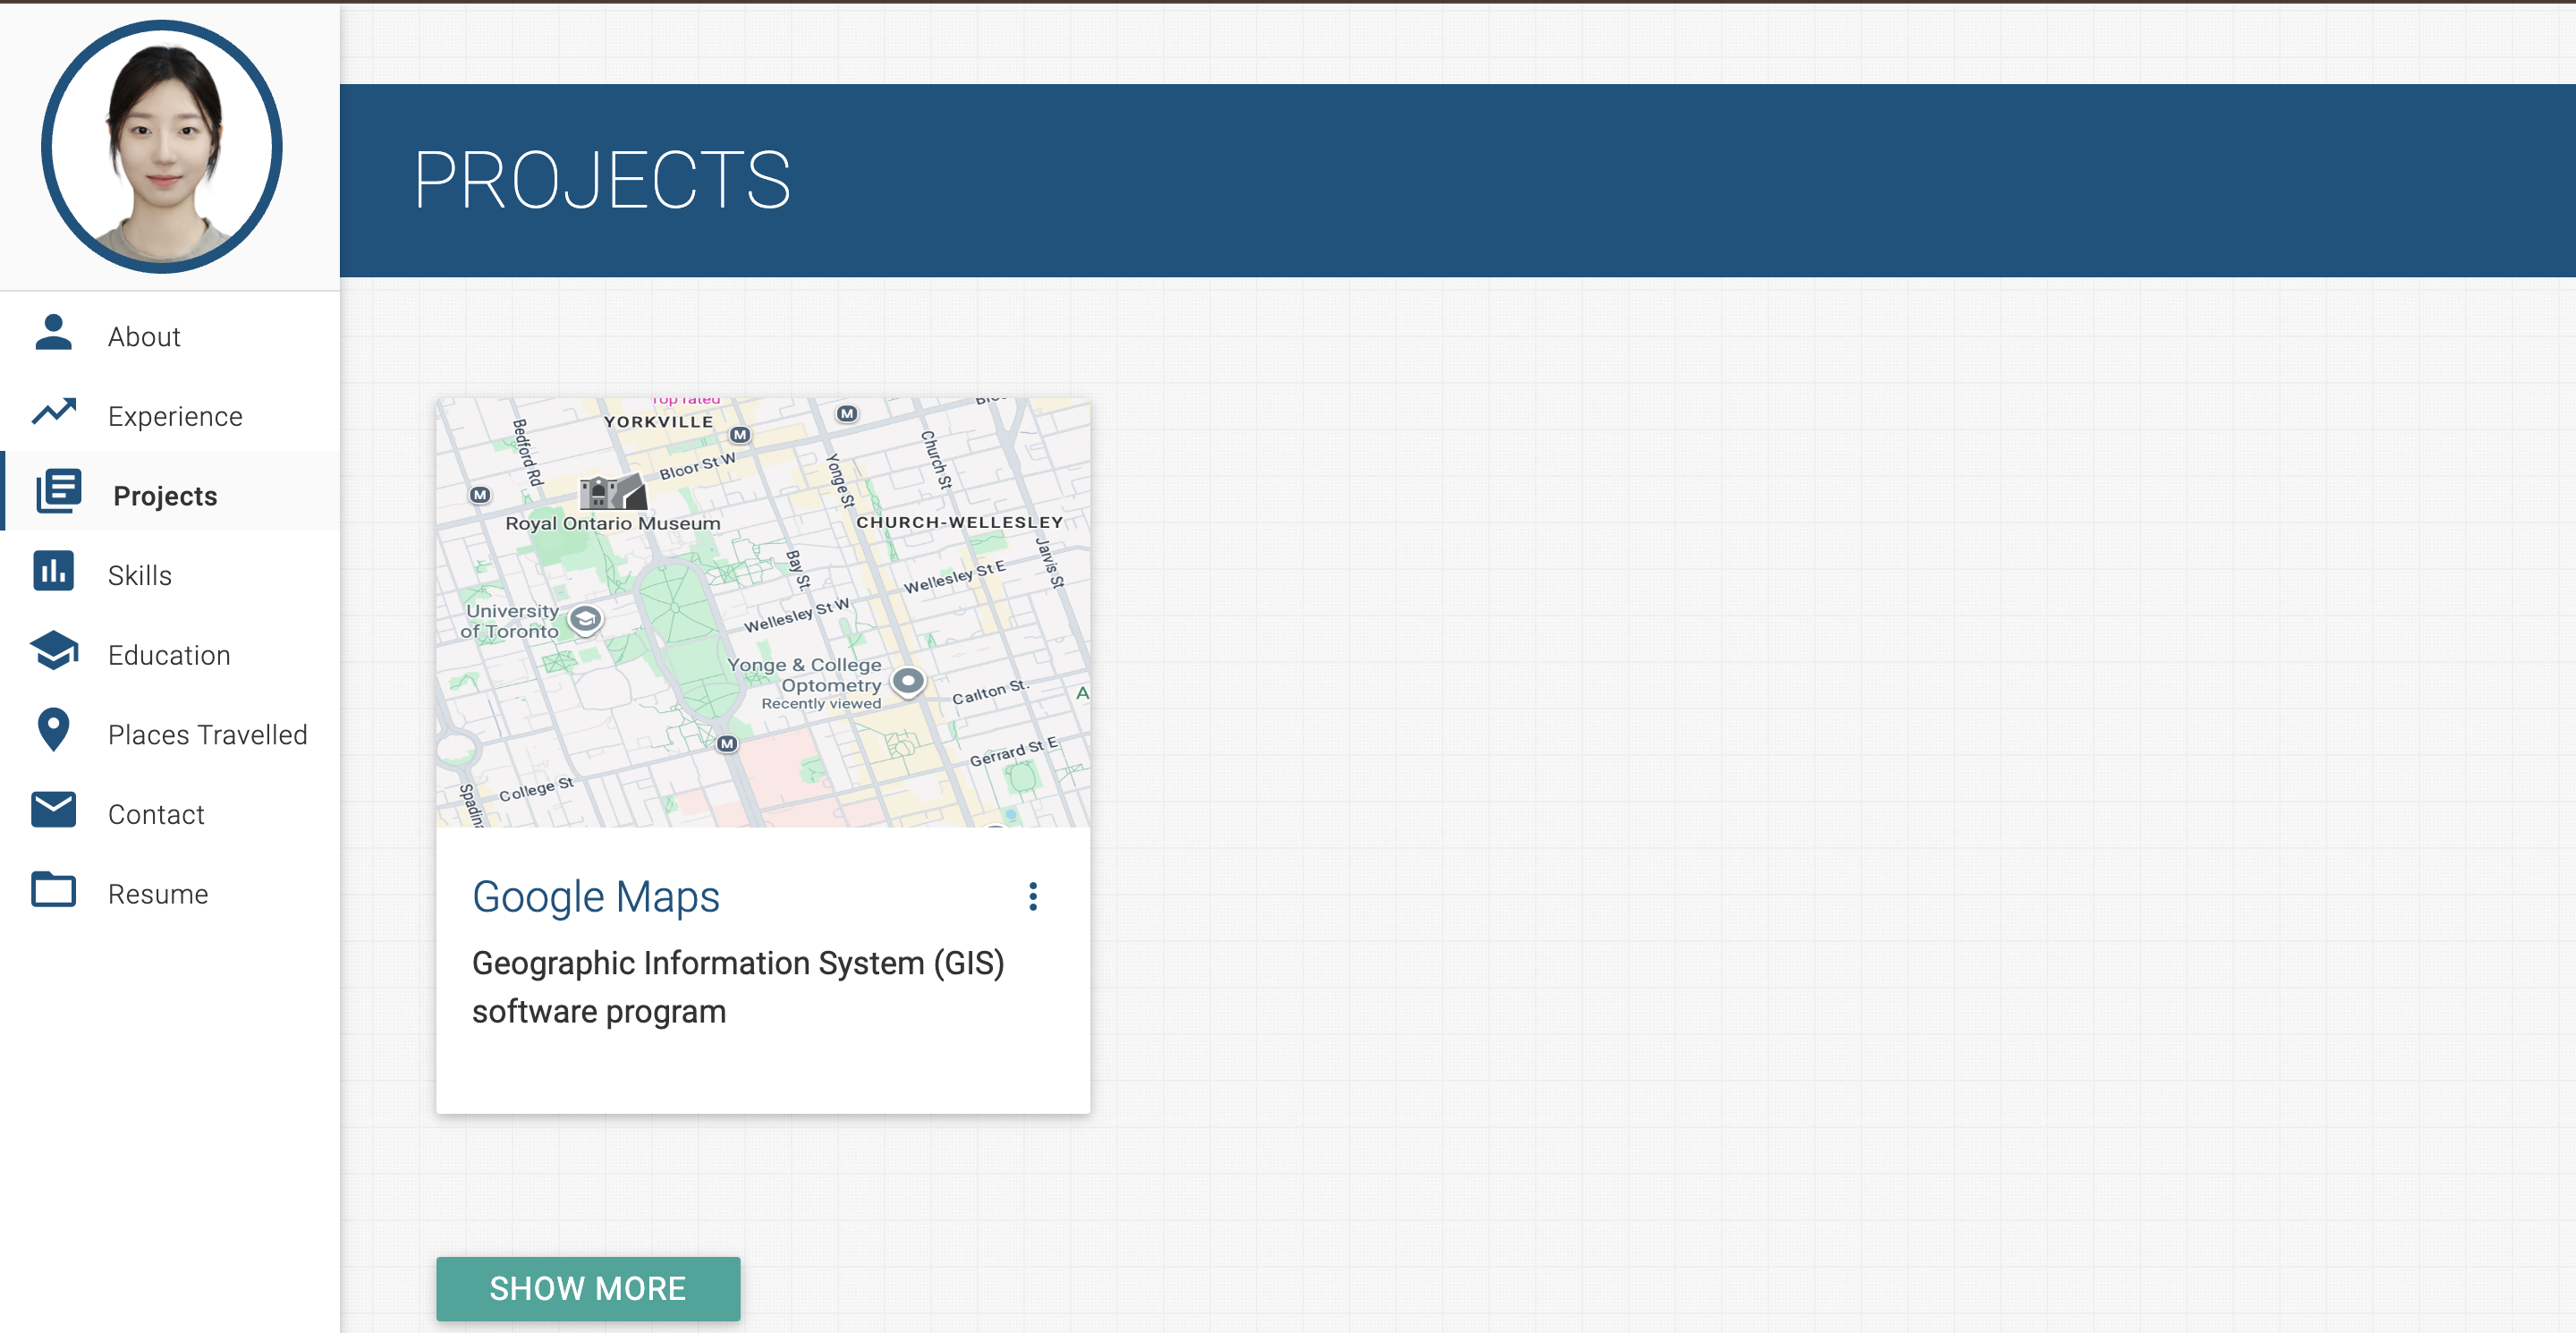 PROJECTS
About
Experience
Projects
Skills
Education
Places Travelled
Contact
Resume
Top rated
YORKVILLE
M
M
Bedford Rd
Bloor St W
Yonge St
Church St
M
Royal Ontario Museum
CHURCH-WELLESLEY
Bay St.
Jarvis St
Wellesley St E
University
of Toronto
Wellesley St W
Yonge & College
Optometry
Recently viewed
Carlton St.
A
M
Gerrard St E
College St
Spadina
Google Maps
Geographic Information System (GIS)
software program
SHOW MORE